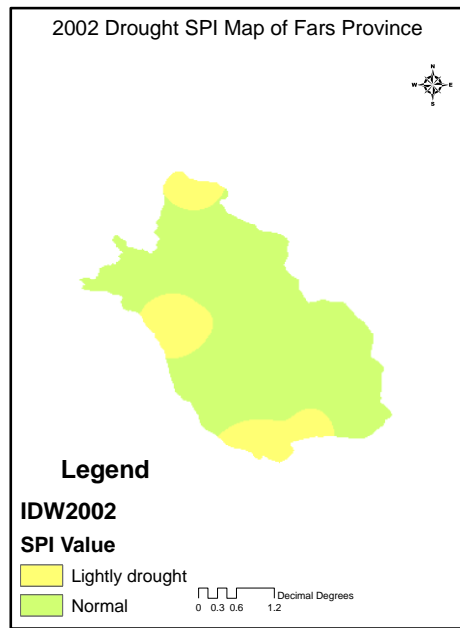 2002 Drought SPI Map of Fars Province
N
W E
S
Legend
IDW2002
SPI Value
Lightly drought
Normal
Decimal Degrees
0 0.3 0.6 1.2